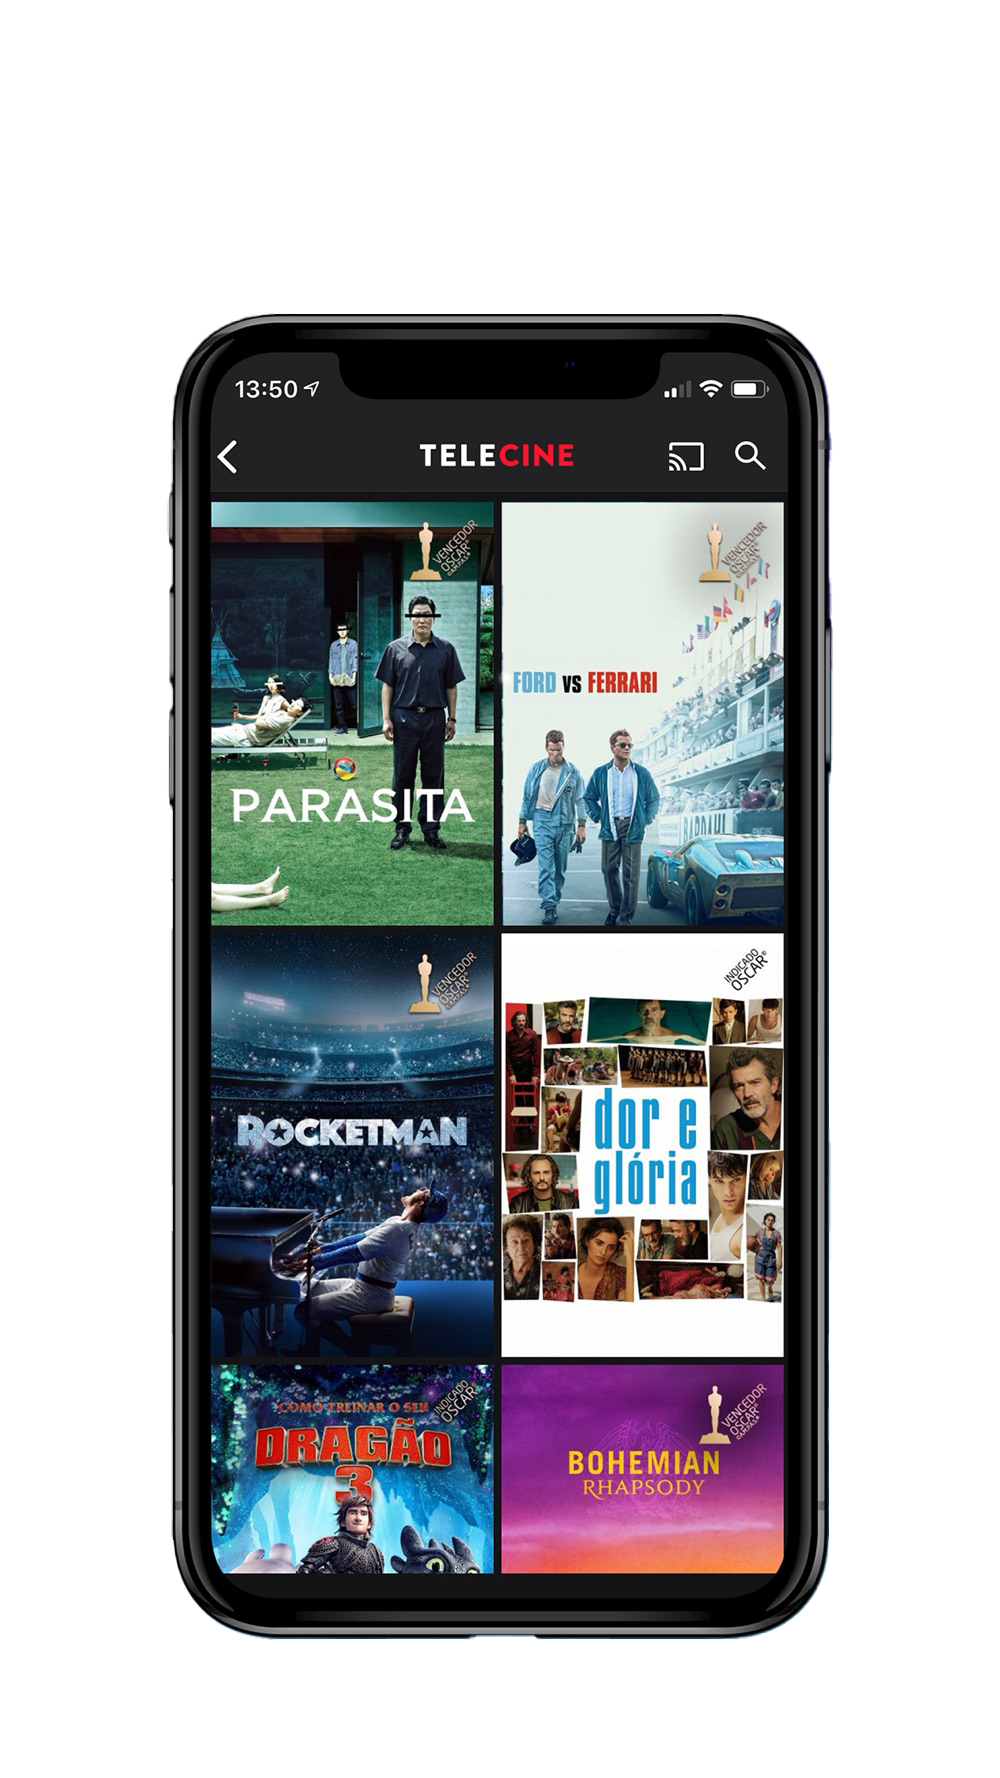 13:50
TELECINE
VENCEDOR
OSCAR®
PARASITA
VENCEDOR
OSCAR®
FORD VS FERRARI
BARDAHL
VENCEDOR
OSCAR®
ROCKETMAN
INDICADO
OSCAR®
dor e
glória
INDICADO
OSCAR®
COMO TREINAR O SEU
DRAGÃO
3
VENCEDOR
OSCAR®
BOHEMIAN
RHAPSODY